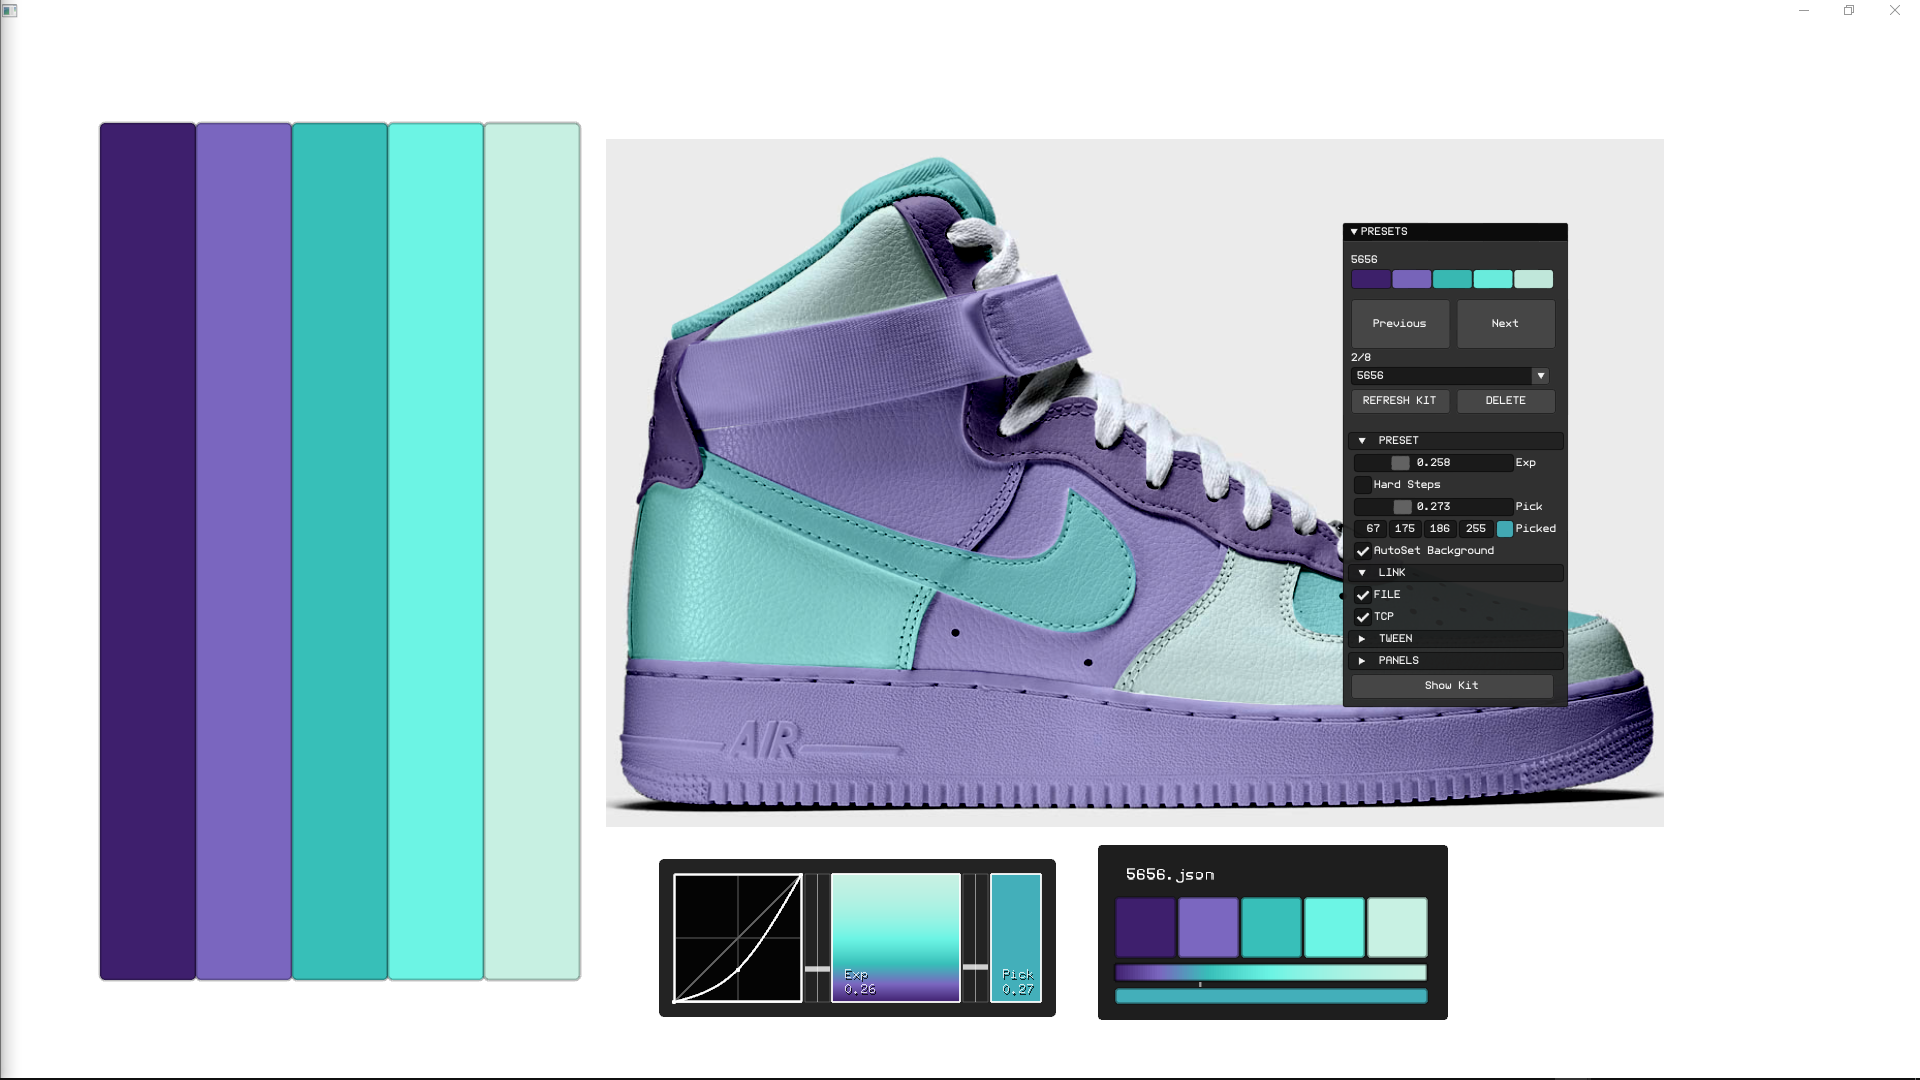 PRESETS
5656
Previous
Next
2/8
5656
REFRESH KIT
DELETE
PRESET
0.258 Exp
Hard Steps
0.273 Pick
67 175 186 255 Picked
AutoSet Background
LINK
FILE
TCP
TWEEN
PANELS
Show Kit
AIR
Exp
0.26
Pick
0.27
5656.json